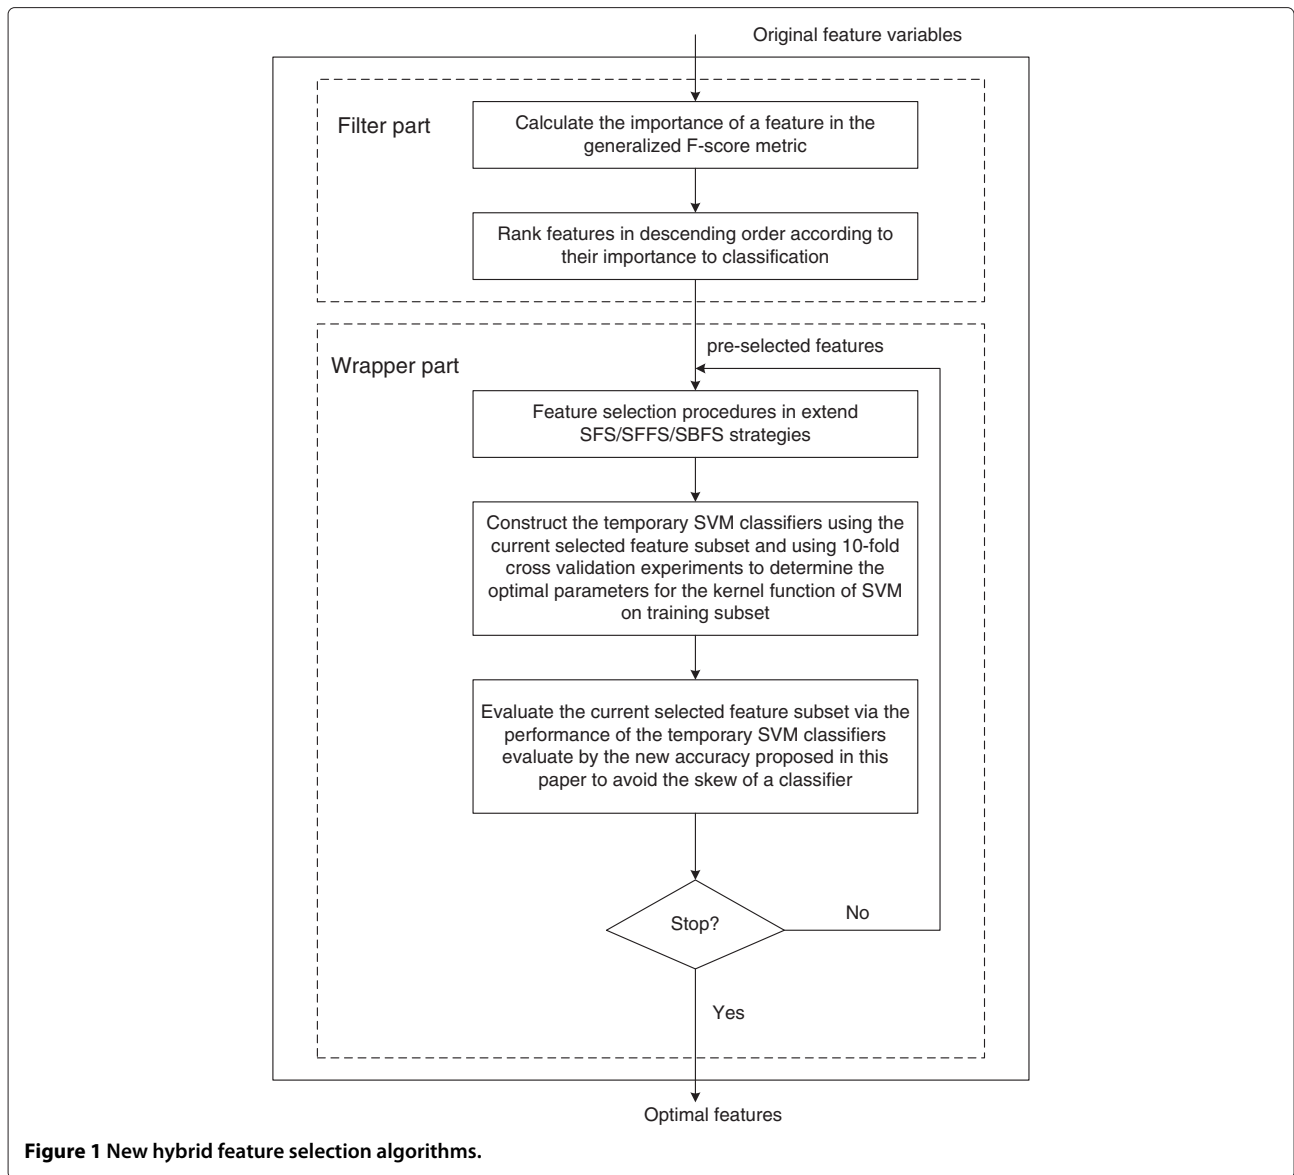 Original feature variables
Filter part
Calculate the importance of a feature in the
generalized F-score metric
Rank features in descending order according to
their importance to classification
pre-selected features
Wrapper part
Feature selection procedures in extend
SFS/SFFS/SBFS strategies
Construct the temporary SVM classifiers using the
current selected feature subset and using 10-fold
cross validation experiments to determine the
optimal parameters for the kernel function of SVM
on training subset
Evaluate the current selected feature subset via the
performance of the temporary SVM classifiers
evaluate by the new accuracy proposed in this
paper to avoid the skew of a classifier
Stop?
No
Yes
Optimal features
Figure 1 New hybrid feature selection algorithms.